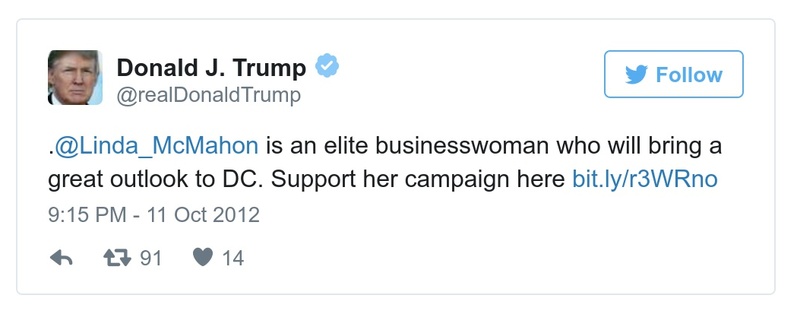 Donald J. Trump
@realDonaldTrump
Follow
.@Linda_McMahon is an elite businesswoman who will bring a
great outlook to DC. Support her campaign here bit.ly/r3WRno
9:15 PM - 11 Oct 2012
91 14